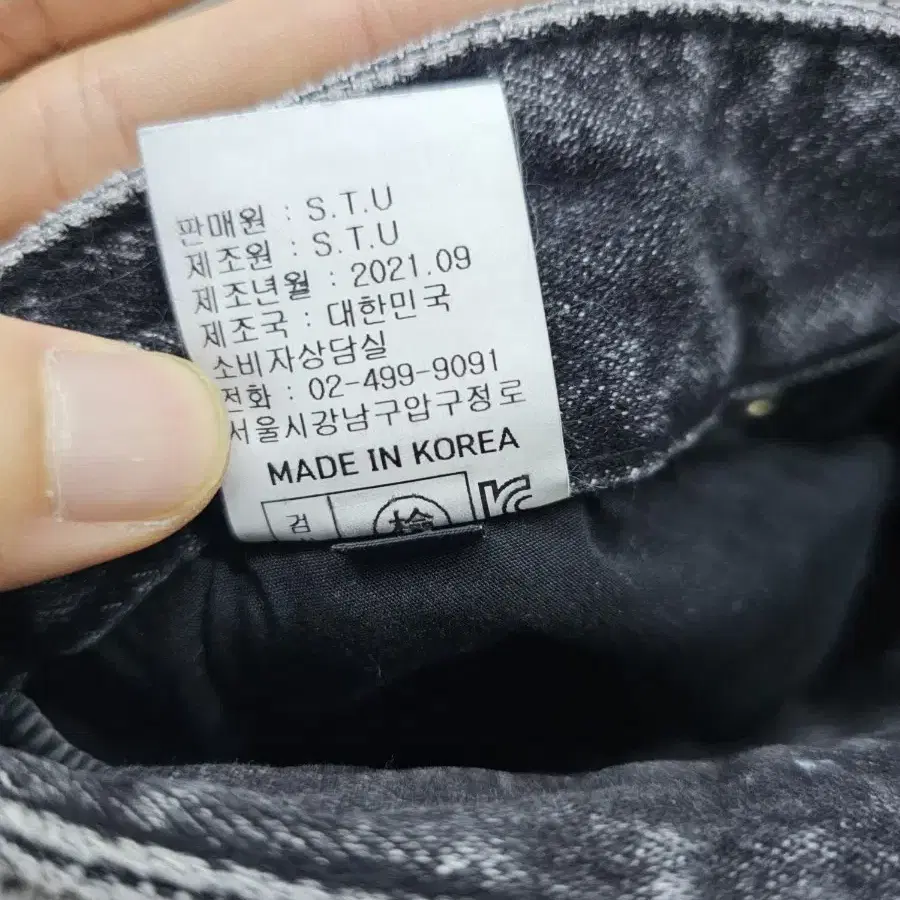 판매원 : S.T.U
제조원 : S.T.U
제조년월 : 2021.09
제조국 : 대한민국
소비자상담실
전화 : 02-499-9091
서울시강남구압구정로
MADE IN KOREA
검 檢